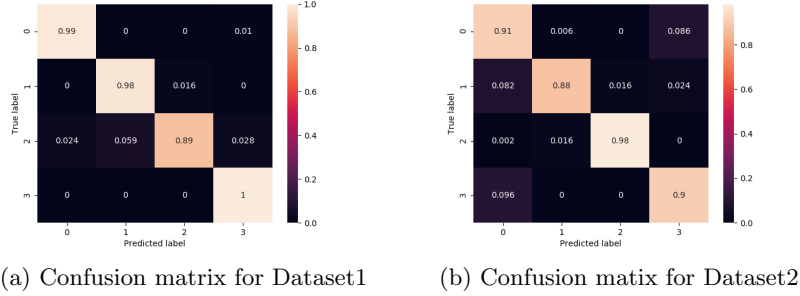 0 0.99 0 0 0.01
1 0 0.98 0.016 0
2 0.024 0.059 0.89 0.028
3 0 0 0 1
0 1 2 3
True label
Predicted label
1.0
0.8
0.6
0.4
0.2
0.0
(a) Confusion matrix for Dataset1
0 0.91 0.006 0 0.086
1 0.082 0.88 0.016 0.024
2 0.002 0.016 0.98 0
3 0.096 0 0 0.9
0 1 2 3
True label
Predicted label
0.8
0.6
0.4
0.2
0.0
(b) Confusion matix for Dataset2